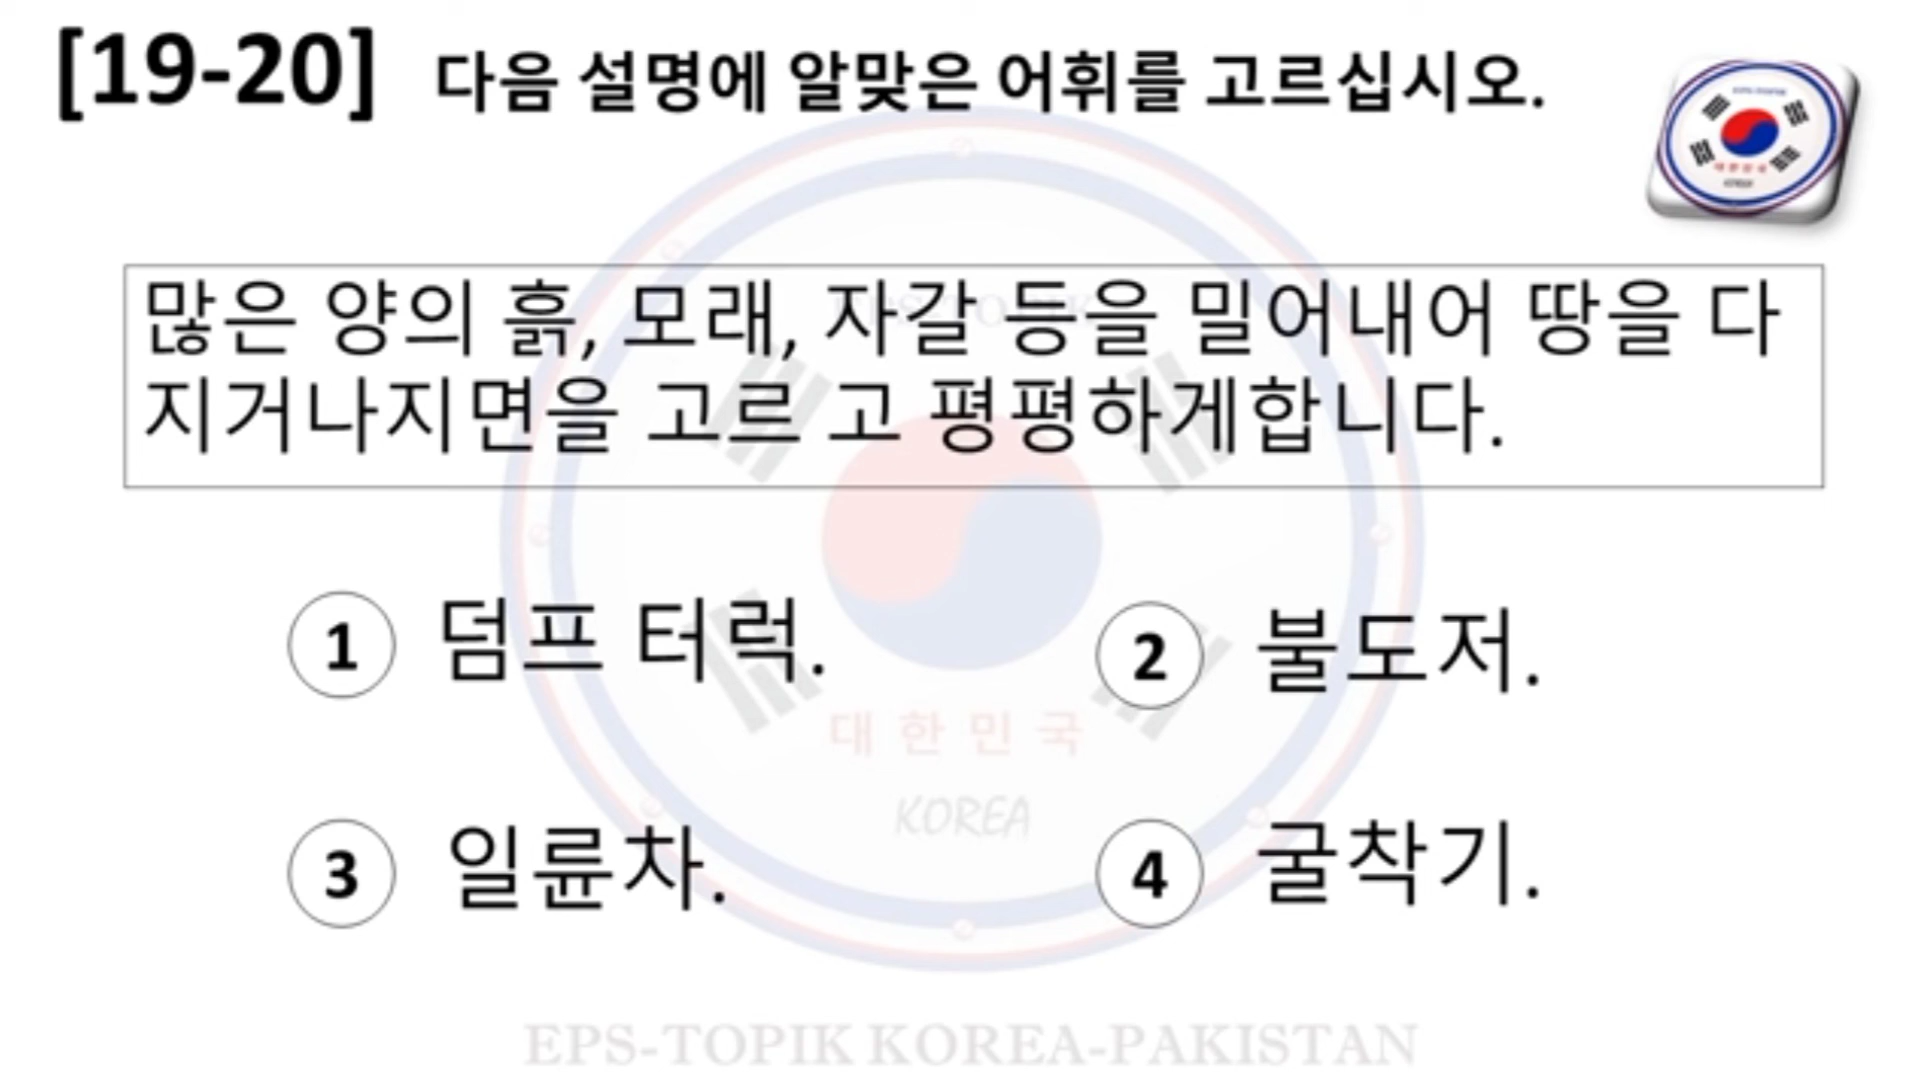 [19-20] 다음 설명에 알맞은 어휘를 고르십시오.
많은 양의 흙, 모래, 자갈 등을 밀어내어 땅을 다
지거나지면을 고르 고 평평하게합니다.
1 덤프 터럭.
2 불도저.
3 일륜차.
4 굴착기.
대한민국
KOREA
EPS-TOPIK KOREA-PAKISTAN